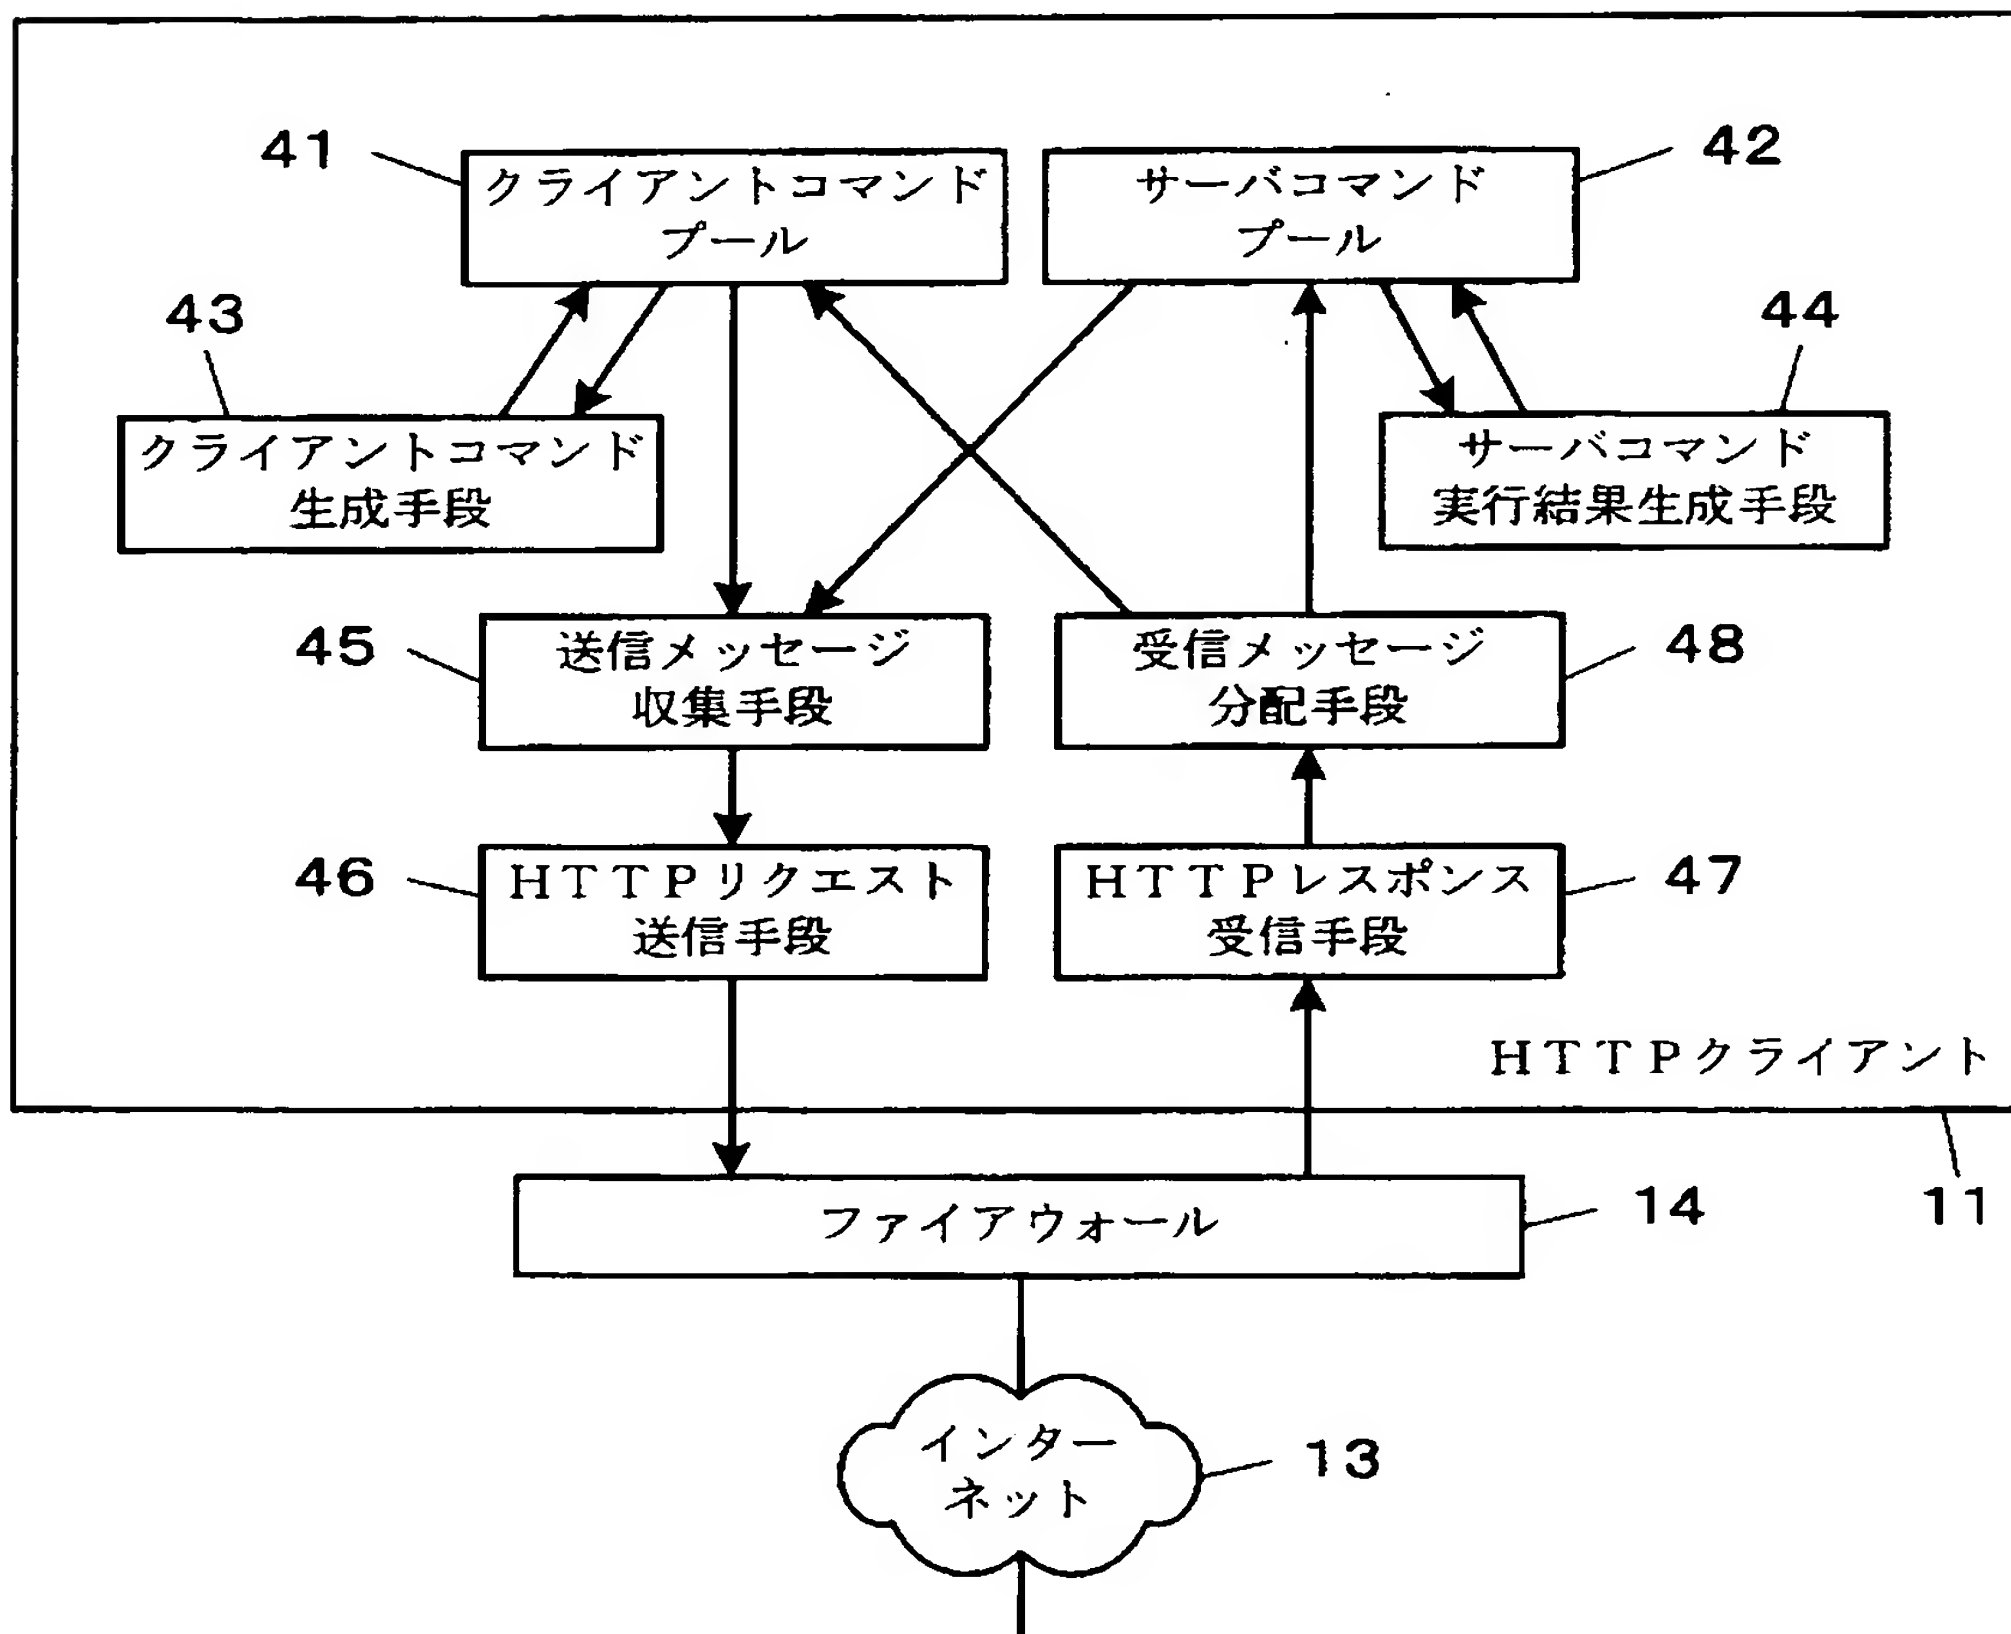 41
クライアントコマンド
プール
サーバコマンド
プール
42
43
クライアントコマンド
生成手段
44
サーバコマンド
実行結果生成手段
45
送信メッセージ
収集手段
受信メッセージ
分配手段
48
46
HTTPリクエスト
送信手段
HTTPレスポンス
受信手段
47
HTTPクライアント
11
ファイアウォール
14
インター
ネット
13